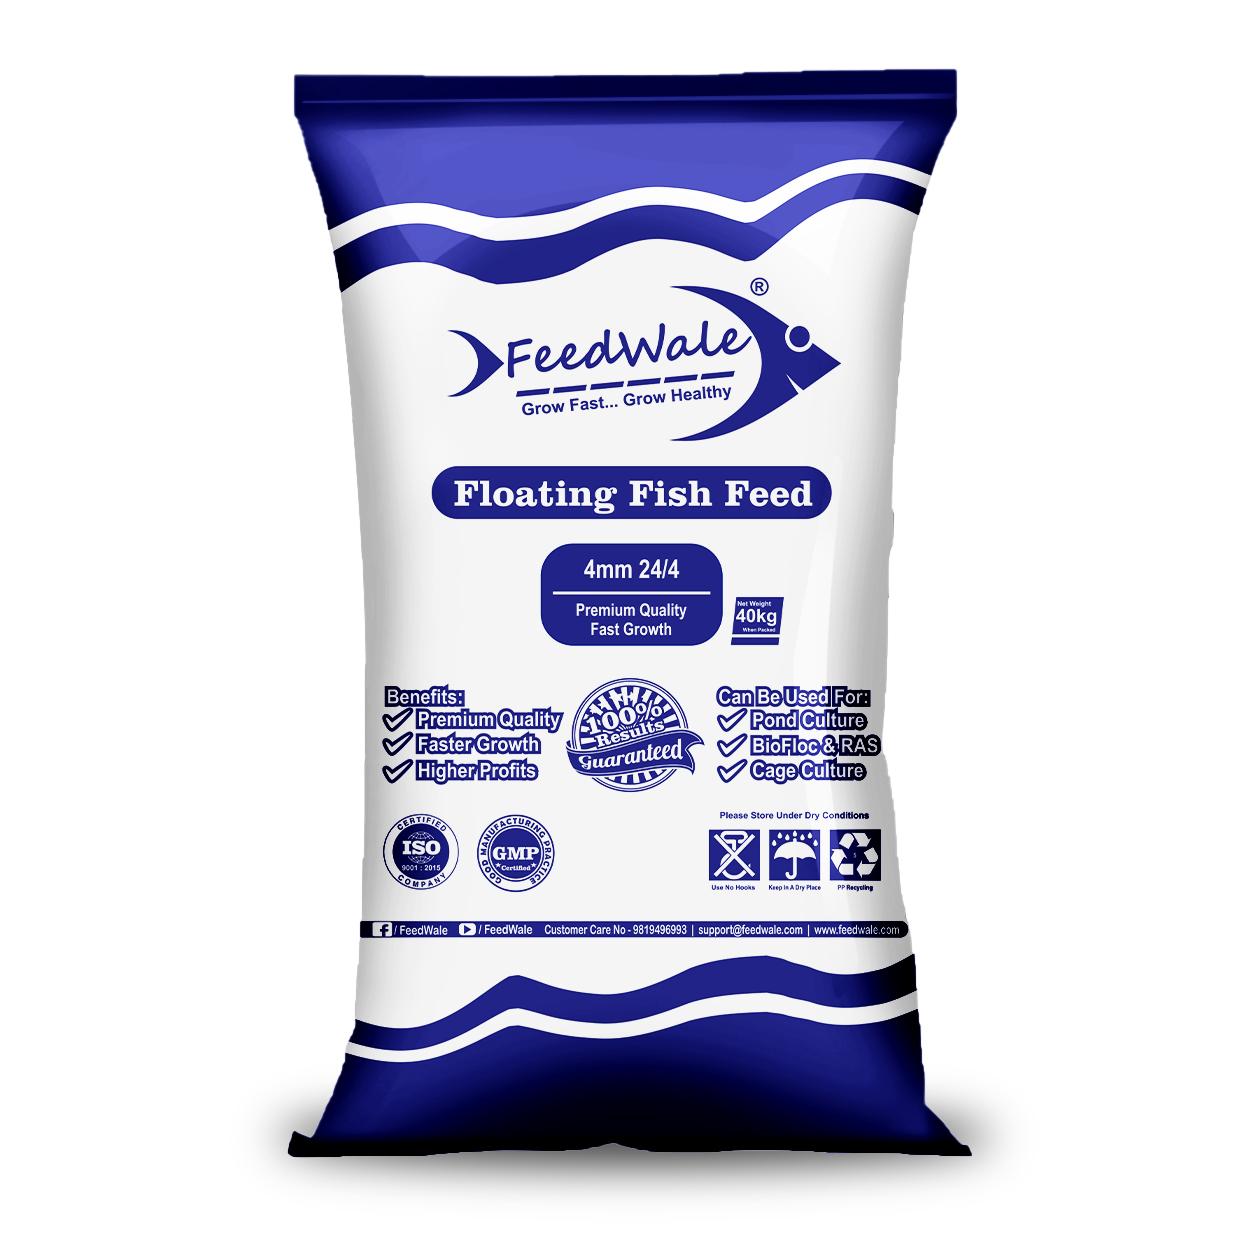 ®
FeedWale
Grow Fast... Grow Healthy
Floating Fish Feed
4mm 24/4
Premium Quality
Fast Growth
Net Weight
40kg
When Packed
Benefits:
Premium Quality
Faster Growth
Higher Profits
100%
Results
Guaranteed
Can Be Used For:
Pond Culture
BioFloc & RAS
Cage Culture
CERTIFIED
ISO
9001 : 2015
COMPANY
GOOD MANUFACTURING PRACTICE
GMP
Certified
Please Store Under Dry Conditions
Use No Hooks
Keep In A Dry Place
PP Recycling
/ FeedWale / FeedWale Customer Care No - 9819496993 | support@feedwale.com | www.feedwale.com